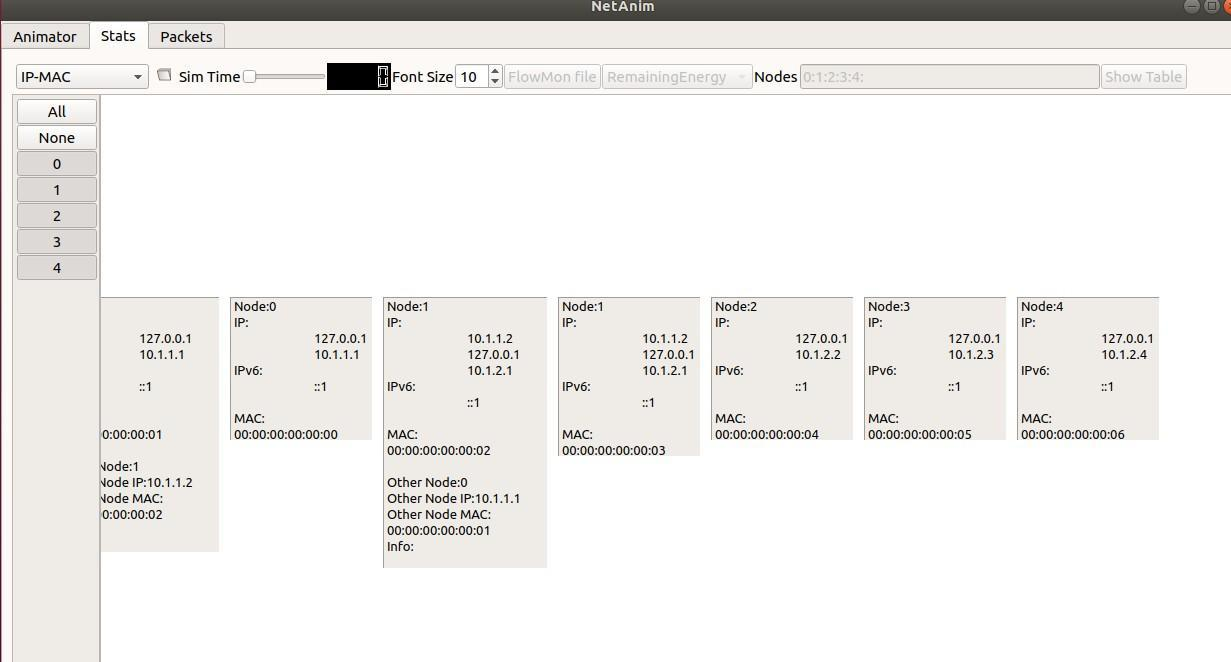 NetAnim
Animator Stats Packets
IP-MAC Sim Time 0 Font Size 10 FlowMon file RemainingEnergy Nodes 0:1:2:3:4: Show Table
All
None
0
1
2
3
4
127.0.0.1
10.1.1.1
::1
0:00:00:00:01
Node:1
Node IP:10.1.1.2
Node MAC:
0:00:00:00:02
Node:0
IP:
127.0.0.1
10.1.1.1
IPv6:
::1
MAC:
00:00:00:00:00:00
Node:1
IP:
10.1.1.2
127.0.0.1
10.1.2.1
IPv6:
::1
MAC:
00:00:00:00:00:02
Other Node:0
Other Node IP:10.1.1.1
Other Node MAC:
00:00:00:00:00:01
Info:
Node:1
IP:
10.1.1.2
127.0.0.1
10.1.2.1
IPv6:
::1
MAC:
00:00:00:00:00:03
Node:2
IP:
127.0.0.1
10.1.2.2
IPv6:
::1
MAC:
00:00:00:00:00:04
Node:3
IP:
127.0.0.1
10.1.2.3
IPv6:
::1
MAC:
00:00:00:00:00:05
Node:4
IP:
127.0.0.1
10.1.2.4
IPv6:
::1
MAC:
00:00:00:00:00:06